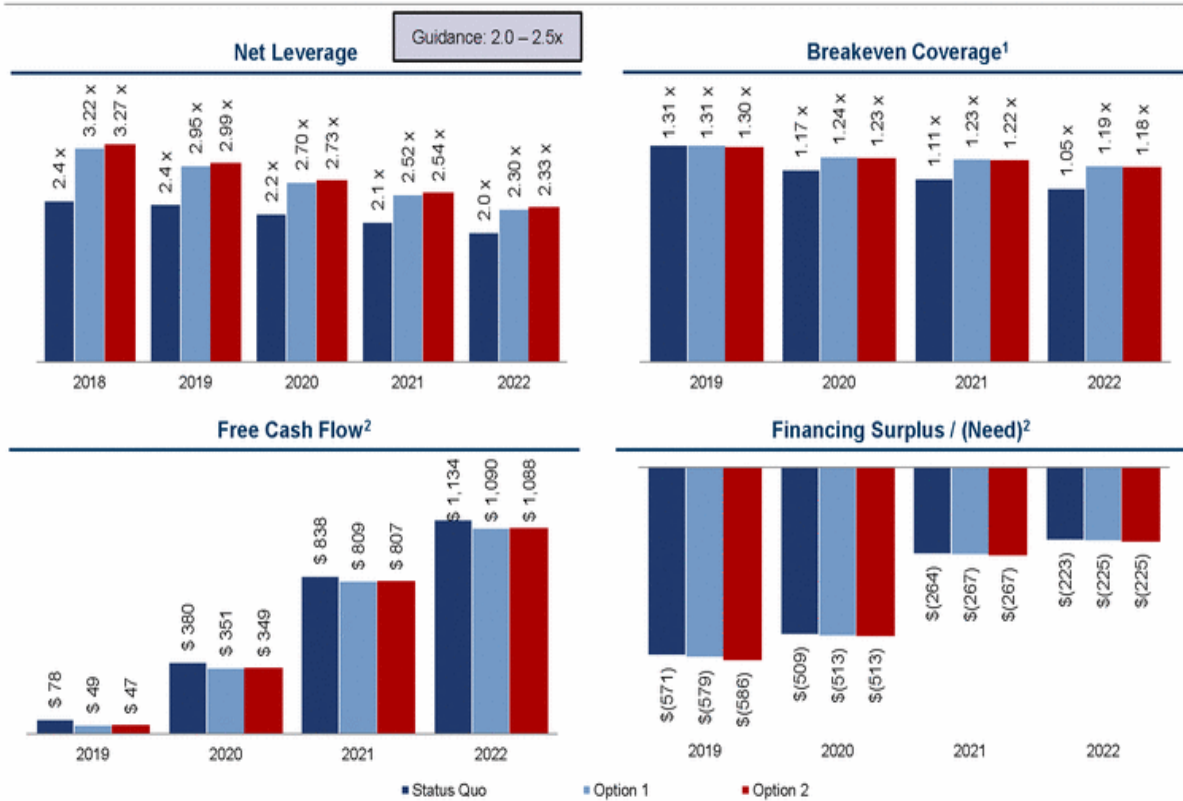 Guidance: 2.0 – 2.5x
Net Leverage
2.4 x 3.22 x 3.27 x 2.4 x 2.95 x 2.99 x 2.2 x 2.70 x 2.73 x 2.1 x 2.52 x 2.54 x 2.0 x 2.30 x 2.33 x
2018 2019 2020 2021 2022
Breakeven Coverage¹
1.31 x 1.31 x 1.30 x 1.17 x 1.24 x 1.23 x 1.11 x 1.23 x 1.22 x 1.05 x 1.19 x 1.18 x
2019 2020 2021 2022
Free Cash Flow²
$ 78 $ 49 $ 47 $ 380 $ 351 $ 349 $ 838 $ 809 $ 807 $ 1,134 $ 1,090 $ 1,088
2019 2020 2021 2022
Financing Surplus / (Need)²
$(571) $(579) $(586) $(509) $(513) $(513) $(264) $(267) $(267) $(223) $(225) $(225)
2019 2020 2021 2022
Status Quo Option 1 Option 2